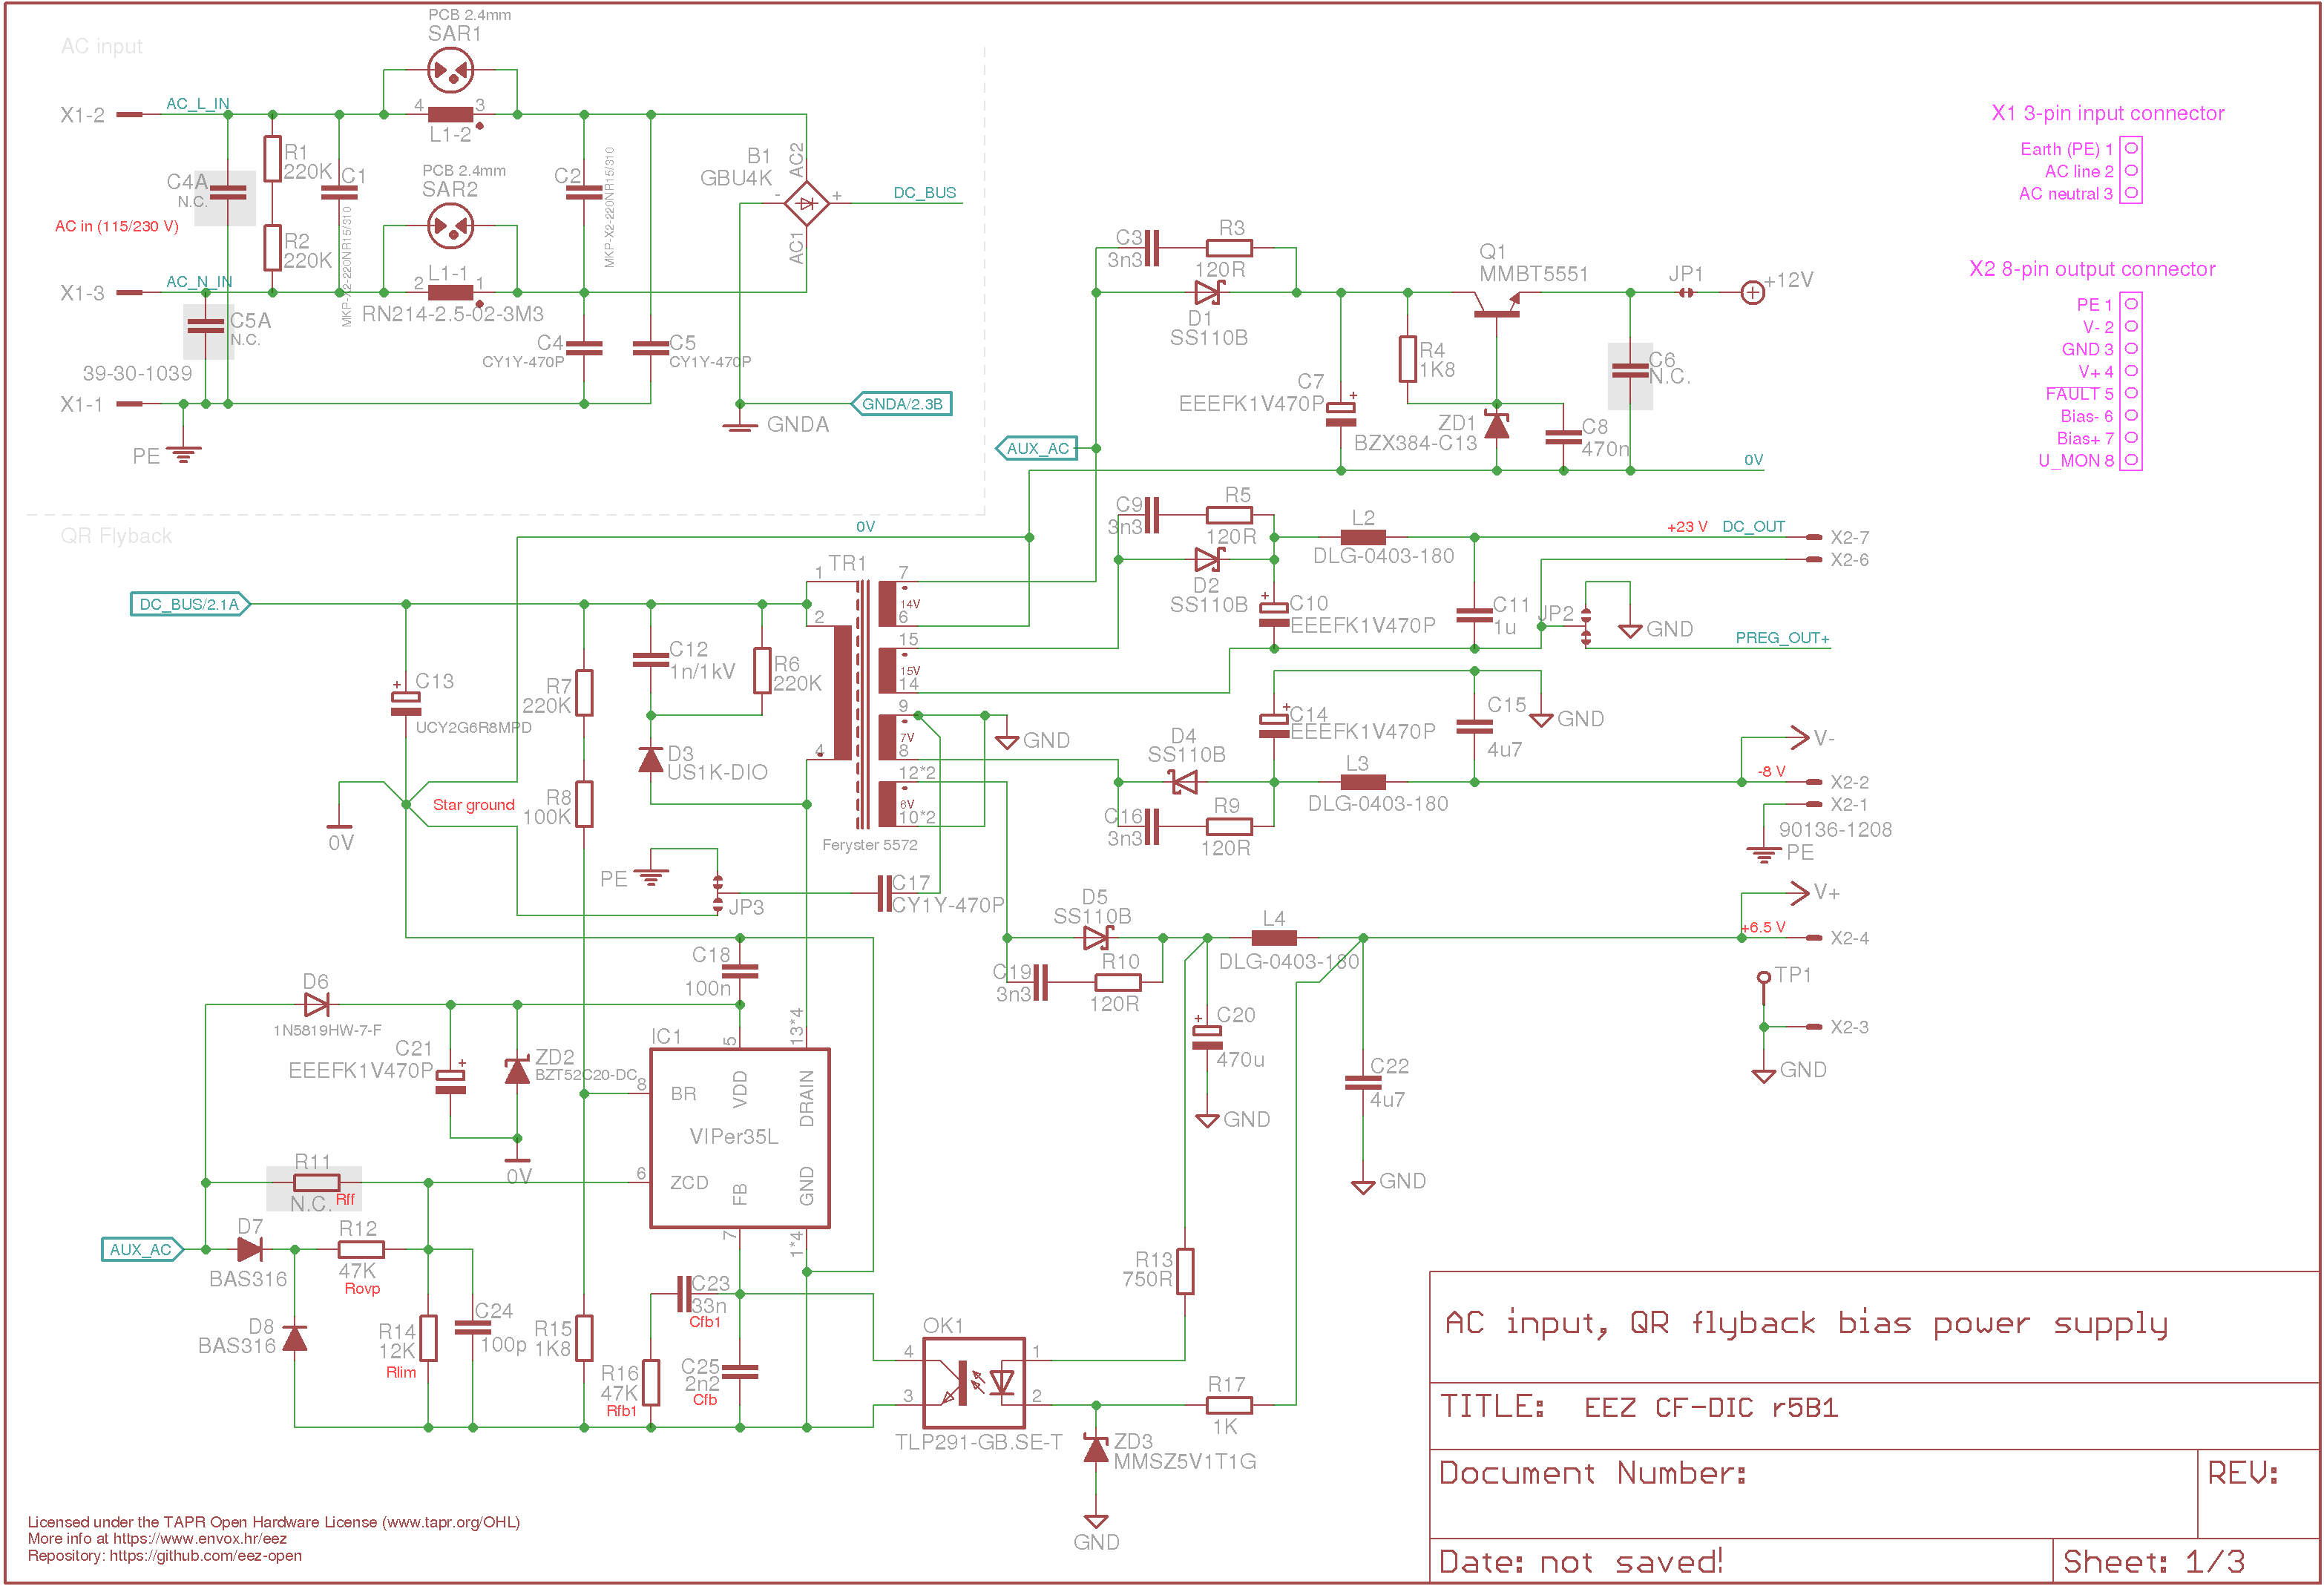 AC input
PCB 2.4mm
SAR1
X1-2
AC_L_IN
4
3
L1-2
C4A
N.C.
R1
220K
C1
MKP-X2-220NR15/310
PCB 2.4mm
SAR2
C2
MKP-X2-220NR15/310
B1
GBU4K
AC2
AC1
-
+
DC_BUS
AC in (115/230 V)
R2
220K
X1-3
AC_N_IN
2
L1-1
1
RN214-2.5-02-3M3
C5A
N.C.
C4
CY1Y-470P
C5
CY1Y-470P
39-30-1039
X1-1
PE
GNDA/2.3B
GNDA
X1 3-pin input connector
Earth (PE) 1
AC line 2
AC neutral 3
X2 8-pin output connector
PE 1
V- 2
GND 3
V+ 4
FAULT 5
Bias- 6
Bias+ 7
U_MON 8
C3
3n3
R3
120R
D1
SS110B
Q1
MMBT5551
JP1
+12V
R4
1K8
C6
N.C.
C7
EEEFK1V470P
+
ZD1
BZX384-C13
C8
470n
AUX_AC
0V
QR Flyback
0V
DC_BUS/2.1A
TR1
1
2
4
7
14V
6
15
15V
14
9
7V
8
12*2
6V
10*2
Feryster 5572
C9
3n3
R5
120R
D2
SS110B
L2
DLG-0403-180
+23 V
DC_OUT
X2-7
X2-6
+
C10
EEEFK1V470P
C11
1u
JP2
GND
PREG_OUT+
C12
1n/1kV
R6
220K
+
C13
UCY2G6R8MPD
R7
220K
D3
US1K-DIO
R8
100K
Star ground
0V
GND
+
C14
EEEFK1V470P
C15
4u7
GND
D4
SS110B
L3
DLG-0403-180
C16
3n3
R9
120R
V-
-8 V
X2-2
X2-1
90136-1208
PE
PE
JP3
C17
CY1Y-470P
D5
SS110B
C19
3n3
R10
120R
L4
DLG-0403-180
V+
+6.5 V
X2-4
TP1
X2-3
GND
C18
100n
D6
1N5819HW-7-F
C21
EEEFK1V470P
+
ZD2
BZT52C20-DC
0V
IC1
5
13*4
8
BR
VDD
DRAIN
VIPer35L
6
ZCD
FB
GND
7
1*4
+
C20
470u
GND
C22
4u7
GND
R11
N.C.
Rff
AUX_AC
D7
BAS316
R12
47K
Rovp
D8
BAS316
R14
12K
Rlim
C24
100p
R15
1K8
C23
33n
Cfb1
R16
47K
Rfb1
C25
2n2
Cfb
R13
750R
OK1
4
3
1
2
TLP291-GB.SE-T
R17
1K
ZD3
MMSZ5V1T1G
GND
AC input, QR flyback bias power supply
TITLE: EEZ CF-DIC r5B1
Document Number:
REV:
Date: not saved!
Sheet: 1/3
Licensed under the TAPR Open Hardware License (www.tapr.org/OHL)
More info at https://www.envox.hr/eez
Repository: https://github.com/eez-open